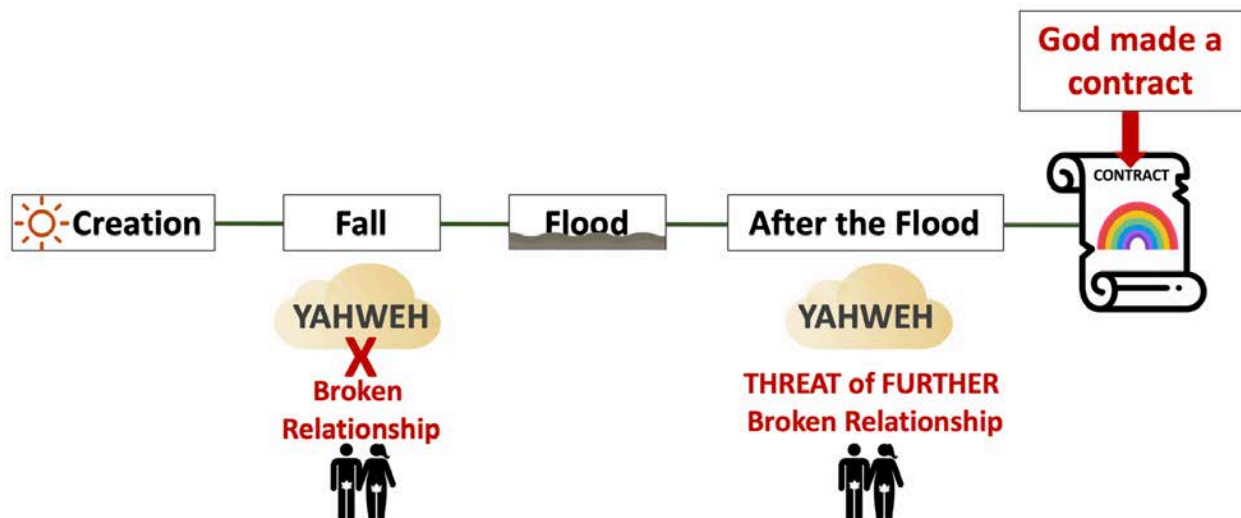 God made a
contract
CONTRACT
Creation
Fall
Flood
After the Flood
YAHWEH
X
Broken
Relationship
YAHWEH
THREAT of FURTHER
Broken Relationship